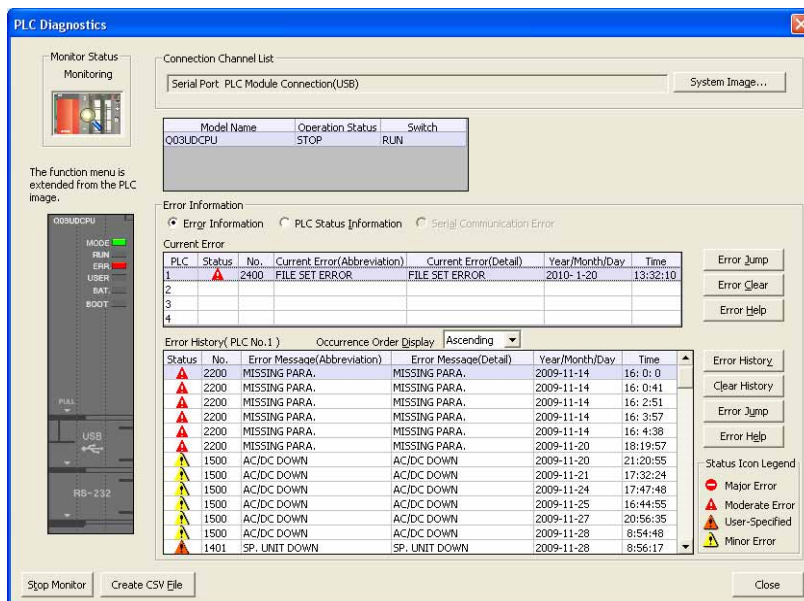 PLC Diagnostics
Monitor Status
Monitoring
The function menu is
extended from the PLC
image.
Q03UDCPU
MODE
RUN
ERR.
USER
BAT.
BOOT
PULL
USB
RS-232
Connection Channel List
Serial Port PLC Module Connection(USB)
System Image...
Model Name Operation Status Switch
Q03UDCPU STOP RUN
Error Information
Error Information PLC Status Information Serial Communication Error
Current Error
PLC Status No. Current Error(Abbreviation) Current Error(Detail) Year/Month/Day Time
1 2400 FILE SET ERROR FILE SET ERROR 2010- 1-20 13:32:10
2
3
4
Error Jump
Error Clear
Error Help
Error History( PLC No.1 ) Occurrence Order Display Ascending
Status No. Error Message(Abbreviation) Error Message(Detail) Year/Month/Day Time
2200 MISSING PARA. MISSING PARA. 2009-11-14 16: 0: 0
2200 MISSING PARA. MISSING PARA. 2009-11-14 16: 0:41
2200 MISSING PARA. MISSING PARA. 2009-11-14 16: 2:51
2200 MISSING PARA. MISSING PARA. 2009-11-14 16: 3:57
2200 MISSING PARA. MISSING PARA. 2009-11-14 16: 4:38
2200 MISSING PARA. MISSING PARA. 2009-11-20 18:19:57
1500 AC/DC DOWN AC/DC DOWN 2009-11-20 21:20:55
1500 AC/DC DOWN AC/DC DOWN 2009-11-21 17:32:24
1500 AC/DC DOWN AC/DC DOWN 2009-11-24 17:47:48
1500 AC/DC DOWN AC/DC DOWN 2009-11-25 16:44:55
1500 AC/DC DOWN AC/DC DOWN 2009-11-27 20:56:35
1500 AC/DC DOWN AC/DC DOWN 2009-11-28 8:54:48
1401 SP. UNIT DOWN SP. UNIT DOWN 2009-11-28 8:56:17
Error History
Clear History
Error Jump
Error Help
Status Icon Legend
Major Error
Moderate Error
User-Specified
Minor Error
Stop Monitor
Create CSV File
Close